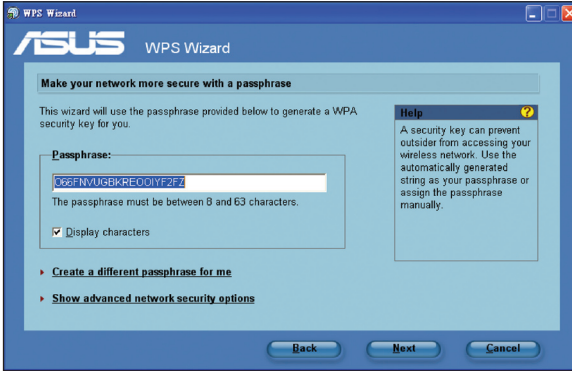 WPS Wizard
ASUS WPS Wizard
Make your network more secure with a passphrase
This wizard will use the passphrase provided below to generate a WPA
security key for you.
Passphrase:
O66FNVUGBKREOOIYF2FZ
The passphrase must be between 8 and 63 characters.
Display characters
Create a different passphrase for me
Show advanced network security options
Help
A security key can prevent
outsider from accessing your
wireless network. Use the
automatically generated
string as your passphrase or
assign the passphrase
manually.
Back Next Cancel